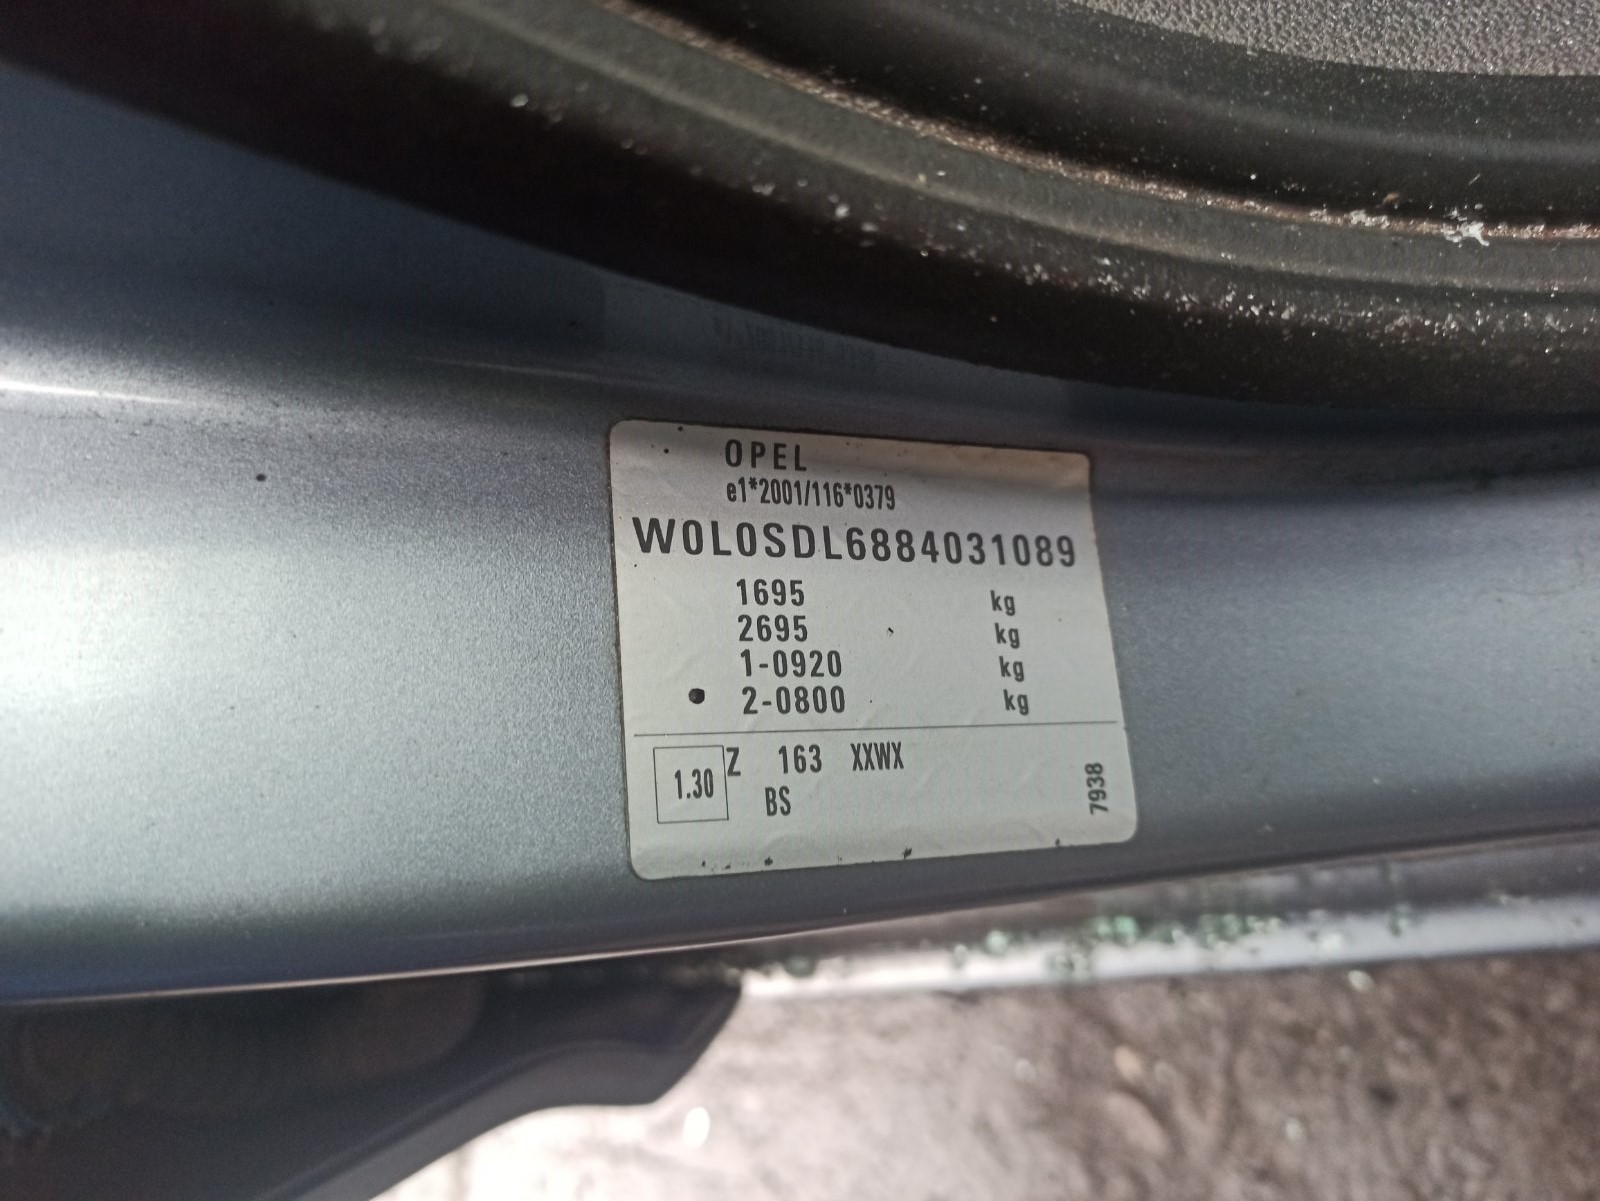 OPEL
e1*2001/116*0379
W0L0SDL6884031089
1695 kg
2695 kg
1-0920 kg
2-0800 kg
1.30 Z 163 XXWX
BS
7938